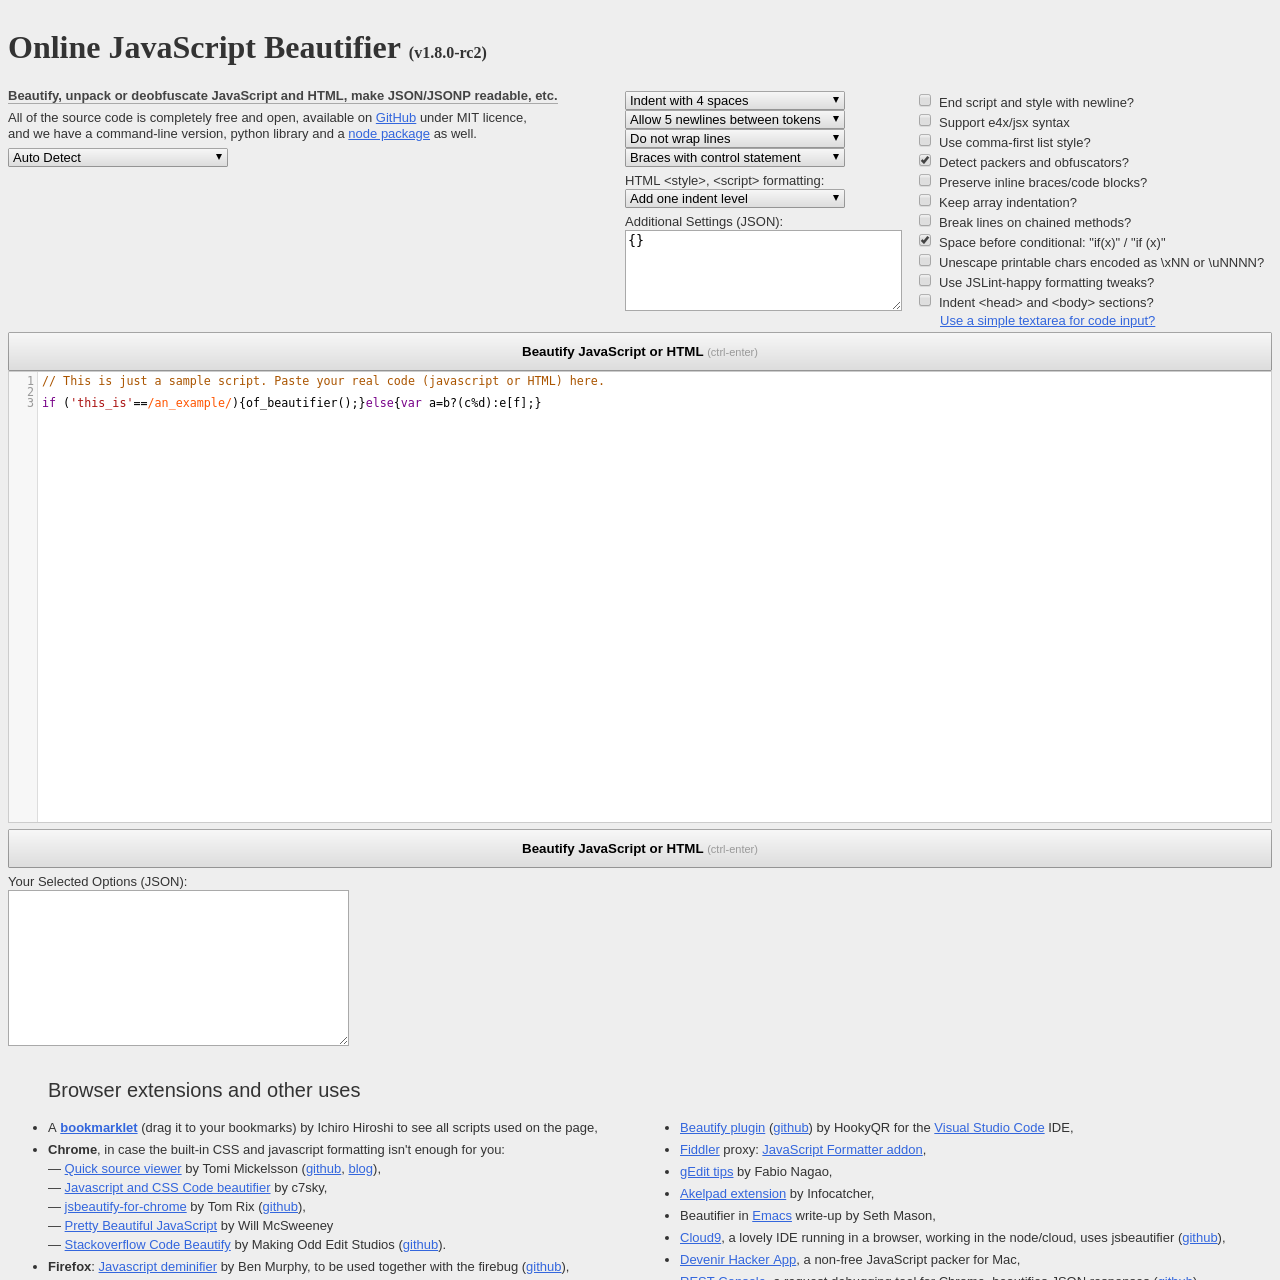 Online JavaScript Beautifier (v1.8.0-rc2)
Beautify, unpack or deobfuscate JavaScript and HTML, make JSON/JSONP readable, etc.
All of the source code is completely free and open, available on GitHub under MIT licence,
and we have a command-line version, python library and a node package as well.
Auto Detect
Indent with 4 spaces
Allow 5 newlines between tokens
Do not wrap lines
Braces with control statement
HTML <style>, <script> formatting:
Add one indent level
Additional Settings (JSON):
{}
End script and style with newline?
Support e4x/jsx syntax
Use comma-first list style?
Detect packers and obfuscators?
Preserve inline braces/code blocks?
Keep array indentation?
Break lines on chained methods?
Space before conditional: "if(x)" / "if (x)"
Unescape printable chars encoded as \xNN or \uNNNN?
Use JSLint-happy formatting tweaks?
Indent <head> and <body> sections?
Use a simple textarea for code input?
Beautify JavaScript or HTML (ctrl-enter)
1 // This is just a sample script. Paste your real code (javascript or HTML) here.
2
3 if ('this_is'==/an_example/){of_beautifier();}else{var a=b?(c%d):e[f];}
Beautify JavaScript or HTML (ctrl-enter)
Your Selected Options (JSON):
Browser extensions and other uses
• A bookmarklet (drag it to your bookmarks) by Ichiro Hiroshi to see all scripts used on the page,
• Chrome, in case the built-in CSS and javascript formatting isn't enough for you:
— Quick source viewer by Tomi Mickelsson (github, blog),
— Javascript and CSS Code beautifier by c7sky,
— jsbeautify-for-chrome by Tom Rix (github),
— Pretty Beautiful JavaScript by Will McSweeney
— Stackoverflow Code Beautify by Making Odd Edit Studios (github).
• Firefox: Javascript deminifier by Ben Murphy, to be used together with the firebug (github),
• Beautify plugin (github) by HookyQR for the Visual Studio Code IDE,
• Fiddler proxy: JavaScript Formatter addon,
• gEdit tips by Fabio Nagao,
• Akelpad extension by Infocatcher,
• Beautifier in Emacs write-up by Seth Mason,
• Cloud9, a lovely IDE running in a browser, working in the node/cloud, uses jsbeautifier (github),
• Devenir Hacker App, a non-free JavaScript packer for Mac,
• REST Console, a request debugging tool for Chrome, beautifies JSON responses (github),